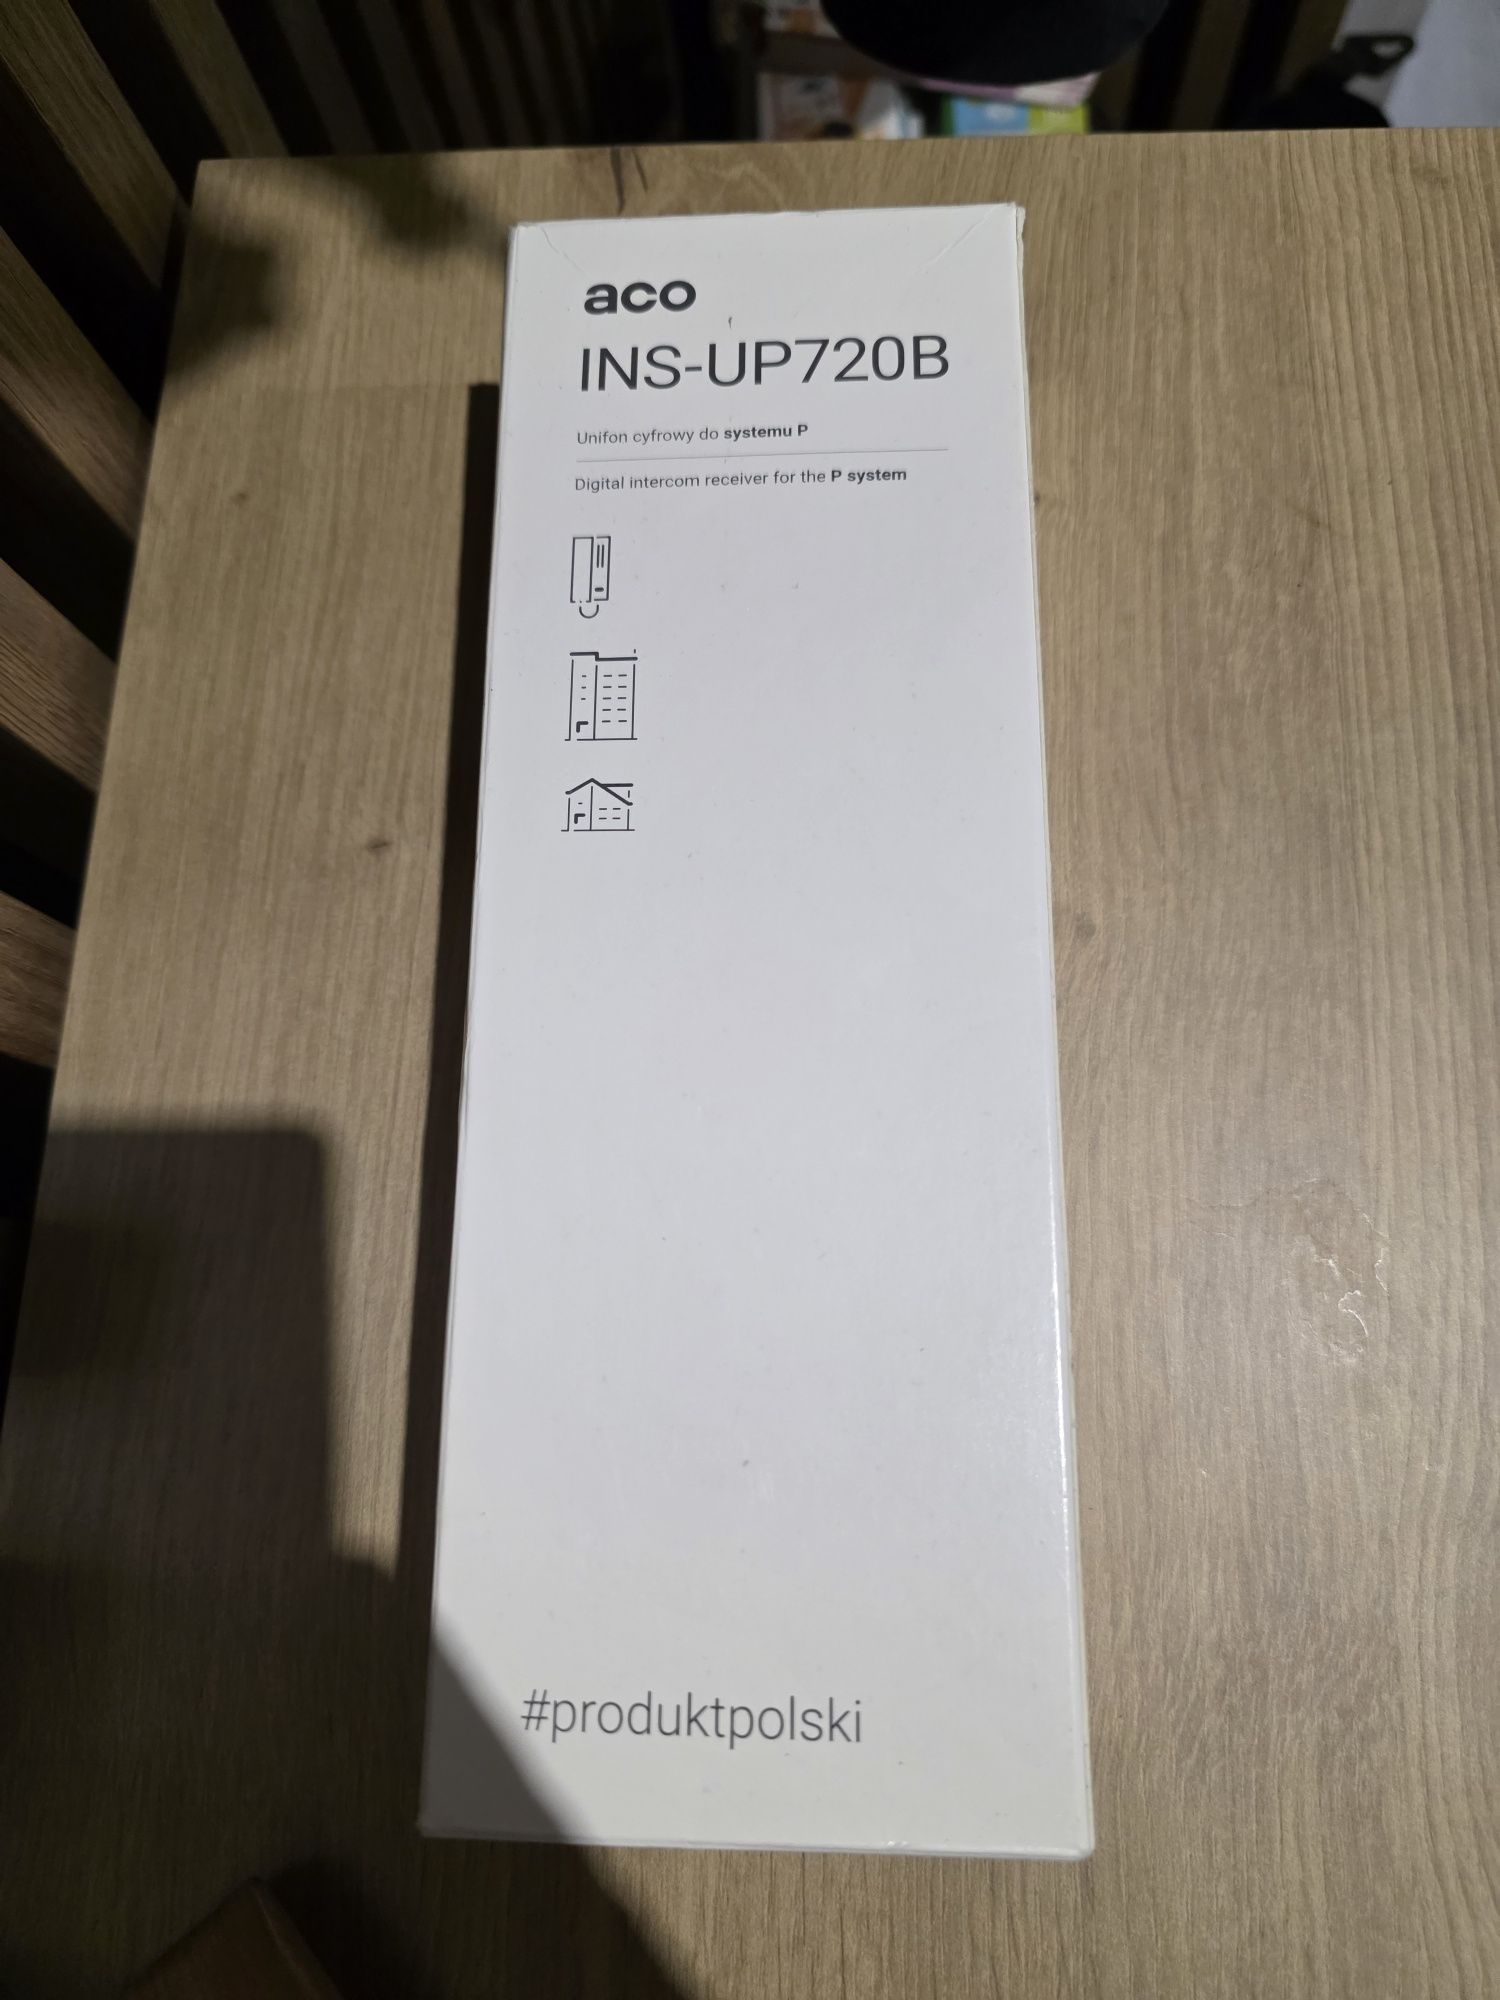 aco
INS-UP720B
Unifon cyfrowy do systemu P
Digital intercom receiver for the P system
#produktpolski